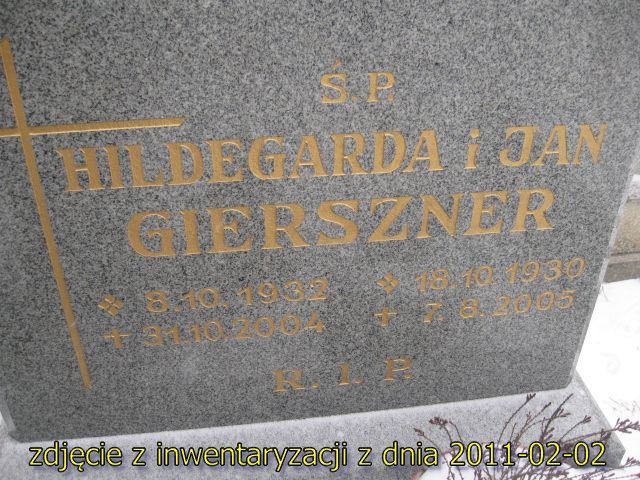 Ś.P.
HILDEGARDA i JAN
GIERSZNER
8.10.1932 18.10.1930
31.10.2004 7.8.2005
R.I.P.
zdjęcie z inwentaryzacji z dnia 2011-02-02